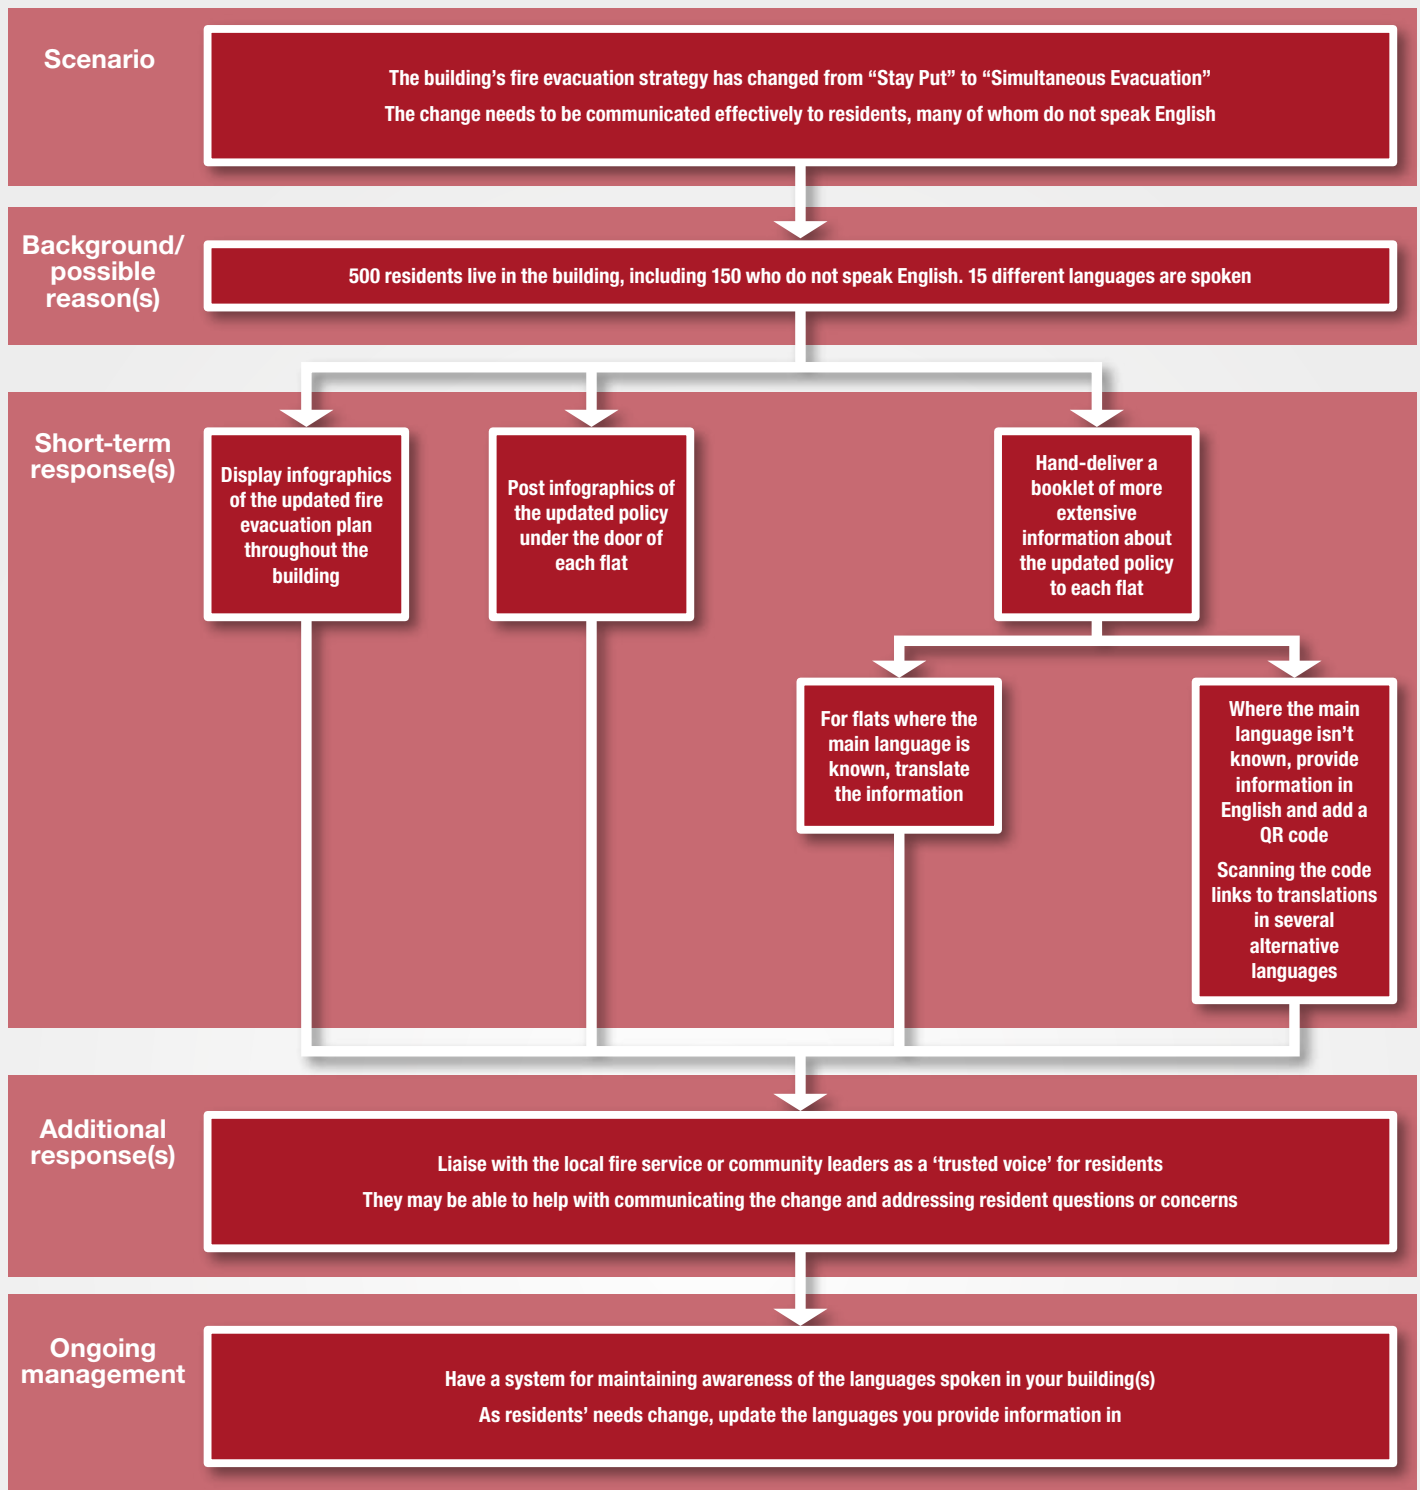 Scenario
The building’s fire evacuation strategy has changed from “Stay Put” to “Simultaneous Evacuation”
The change needs to be communicated effectively to residents, many of whom do not speak English
Background/
possible
reason(s)
500 residents live in the building, including 150 who do not speak English. 15 different languages are spoken
Short-term
response(s)
Display infographics
of the updated fire
evacuation plan
throughout the
building
Post infographics of
the updated policy
under the door of
each flat
Hand-deliver a
booklet of more
extensive
information about
the updated policy
to each flat
For flats where the
main language is
known, translate
the information
Where the main
language isn’t
known, provide
information in
English and add a
QR code
Scanning the code
links to translations
in several
alternative
languages
Additional
response(s)
Liaise with the local fire service or community leaders as a ‘trusted voice’ for residents
They may be able to help with communicating the change and addressing resident questions or concerns
Ongoing
management
Have a system for maintaining awareness of the languages spoken in your building(s)
As residents’ needs change, update the languages you provide information in